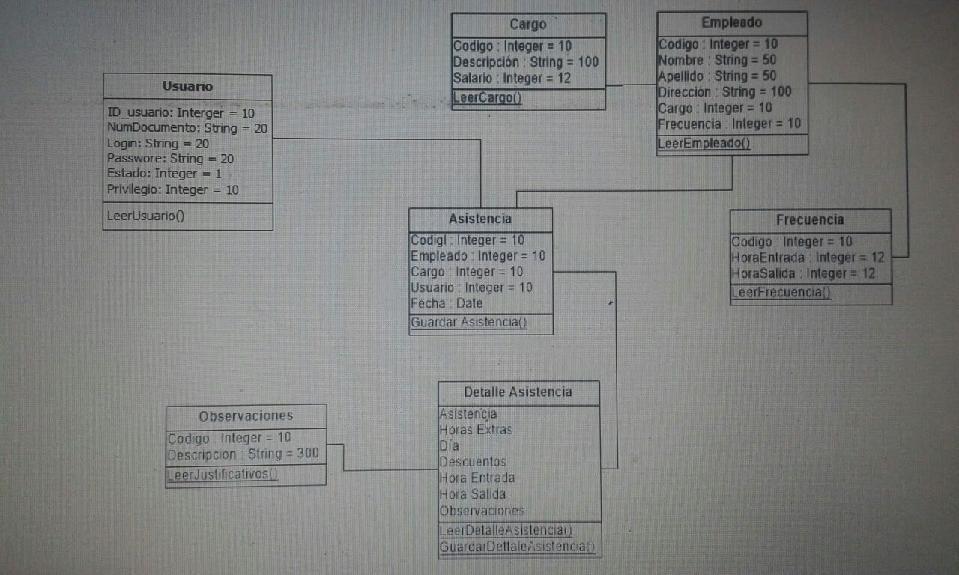 Cargo
Codigo : Integer = 10
Descripción : String = 100
Salario : Integer = 12
LeerCargo()
Empleado
Codigo : Integer = 10
Nombre : String = 50
Apellido : String = 50
Direccion : String = 100
Cargo : Integer = 10
Frecuencia : Integer = 10
LeerEmpleado()
Usuario
ID_usuario: Interger = 10
NumDocumento: String = 20
Login: String = 20
Passwore: String = 20
Estado: Integer = 1
Privilegio: Integer = 10
LeerUsuario()
Asistencia
Codigl : Integer = 10
Empleado : Integer = 10
Cargo : Integer = 10
Usuario : Integer = 10
Fecha : Date
Guardar Asistencia()
Frecuencia
Codigo : Integer = 10
HoraEntrada : Integer = 12
HoraSalida : Integer = 12
LeerFrecuencia()
Observaciones
Codigo : Integer = 10
Descripcion : String = 300
LeerJustificativos()
Detalle Asistencia
Asistencia
Horas Extras
Día
Descuentos
Hora Entrada
Hora Salida
Observaciones
LeerDetalleAsistencia()
GuardarDettaleAsistencia()